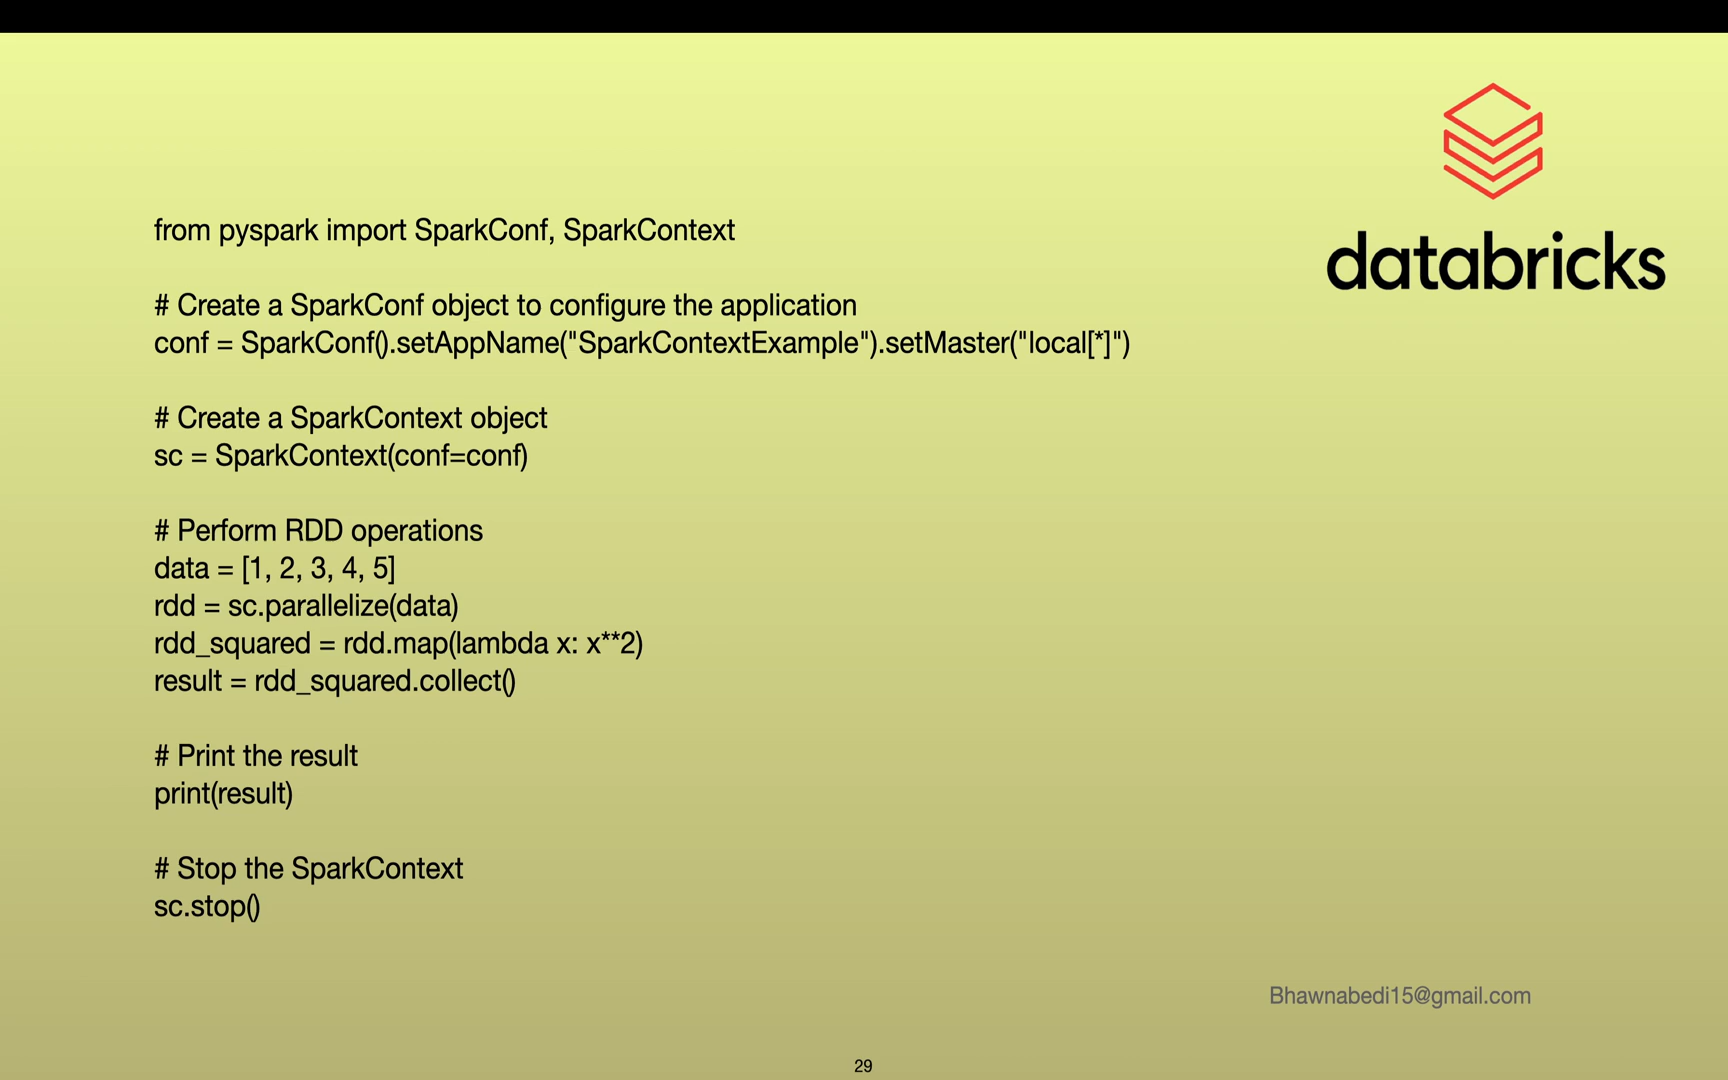 databricks
from pyspark import SparkConf, SparkContext
# Create a SparkConf object to configure the application
conf = SparkConf().setAppName("SparkContextExample").setMaster("local[*]")
# Create a SparkContext object
sc = SparkContext(conf=conf)
# Perform RDD operations
data = [1, 2, 3, 4, 5]
rdd = sc.parallelize(data)
rdd_squared = rdd.map(lambda x: x**2)
result = rdd_squared.collect()
# Print the result
print(result)
# Stop the SparkContext
sc.stop()
Bhawnabedi15@gmail.com
29